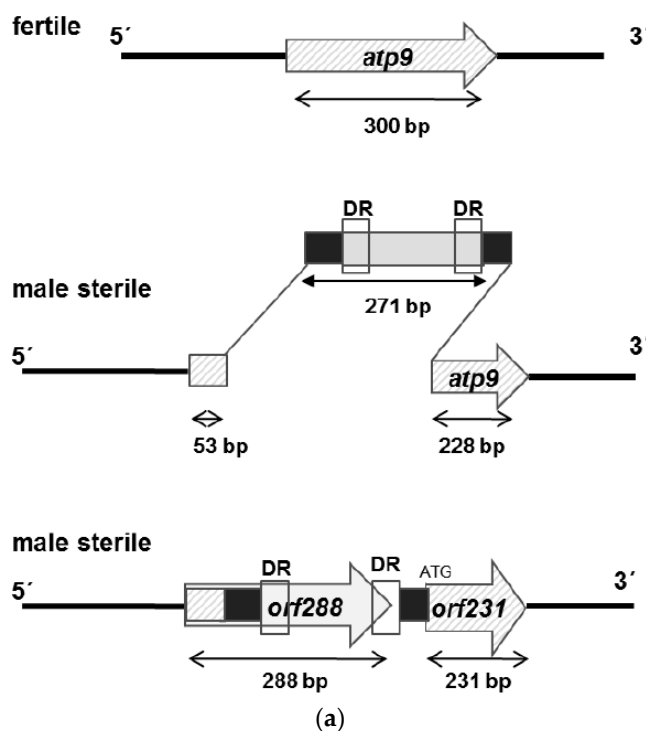 fertile
5´ 3´
atp9
300 bp
DR DR
271 bp
male sterile
5´ 3´
atp9
53 bp 228 bp
male sterile
5´ 3´
DR DR ATG
orf288 orf231
288 bp 231 bp
(a)